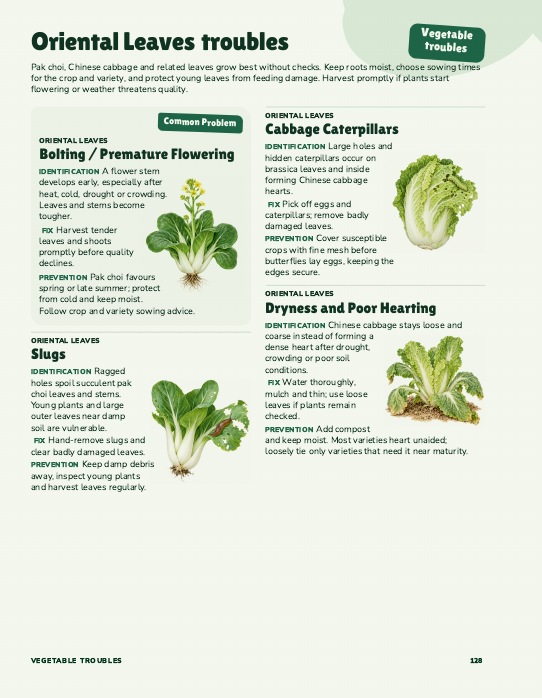 Oriental Leaves troubles
Vegetable
troubles
Pak choi, Chinese cabbage and related leaves grow best without checks. Keep roots moist, choose sowing times
for the crop and variety, and protect young leaves from feeding damage. Harvest promptly if plants start
flowering or weather threatens quality.
Common Problem
ORIENTAL LEAVES
Bolting / Premature Flowering
IDENTIFICATION A flower stem
develops early, especially after
heat, cold, drought or crowding.
Leaves and stems become
tougher.
FIX Harvest tender
leaves and shoots
promptly before quality
declines.
PREVENTION Pak choi favours
spring or late summer; protect
from cold and keep moist.
Follow crop and variety sowing advice.
ORIENTAL LEAVES
Slugs
IDENTIFICATION Ragged
holes spoil succulent pak
choi leaves and stems.
Young plants and large
outer leaves near damp
soil are vulnerable.
FIX Hand-remove slugs and
clear badly damaged leaves.
PREVENTION Keep damp debris
away, inspect young plants
and harvest leaves regularly.
ORIENTAL LEAVES
Cabbage Caterpillars
IDENTIFICATION Large holes and
hidden caterpillars occur on
brassica leaves and inside
forming Chinese cabbage
hearts.
FIX Pick off eggs and
caterpillars; remove badly
damaged leaves.
PREVENTION Cover susceptible
crops with fine mesh before
butterflies lay eggs, keeping the
edges secure.
ORIENTAL LEAVES
Dryness and Poor Hearting
IDENTIFICATION Chinese cabbage stays loose and
coarse instead of forming a
dense heart after drought,
crowding or poor soil
conditions.
FIX Water thoroughly,
mulch and thin; use loose
leaves if plants remain
checked.
PREVENTION Add compost
and keep moist. Most varieties heart unaided;
loosely tie only varieties that need it near maturity.
VEGETABLE TROUBLES
128